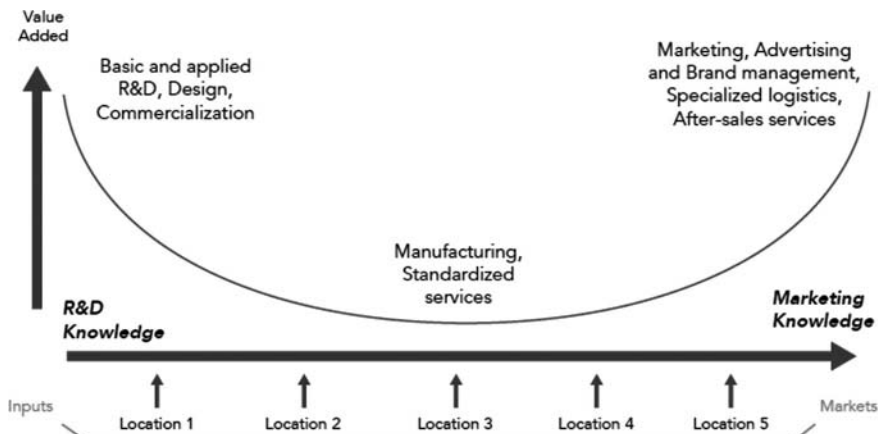 Value
Added
Basic and applied
R&D, Design,
Commercialization
Marketing, Advertising
and Brand management,
Specialized logistics,
After-sales services
Manufacturing,
Standardized
services
R&D
Knowledge
Marketing
Knowledge
Inputs
Markets
Location 1
Location 2
Location 3
Location 4
Location 5